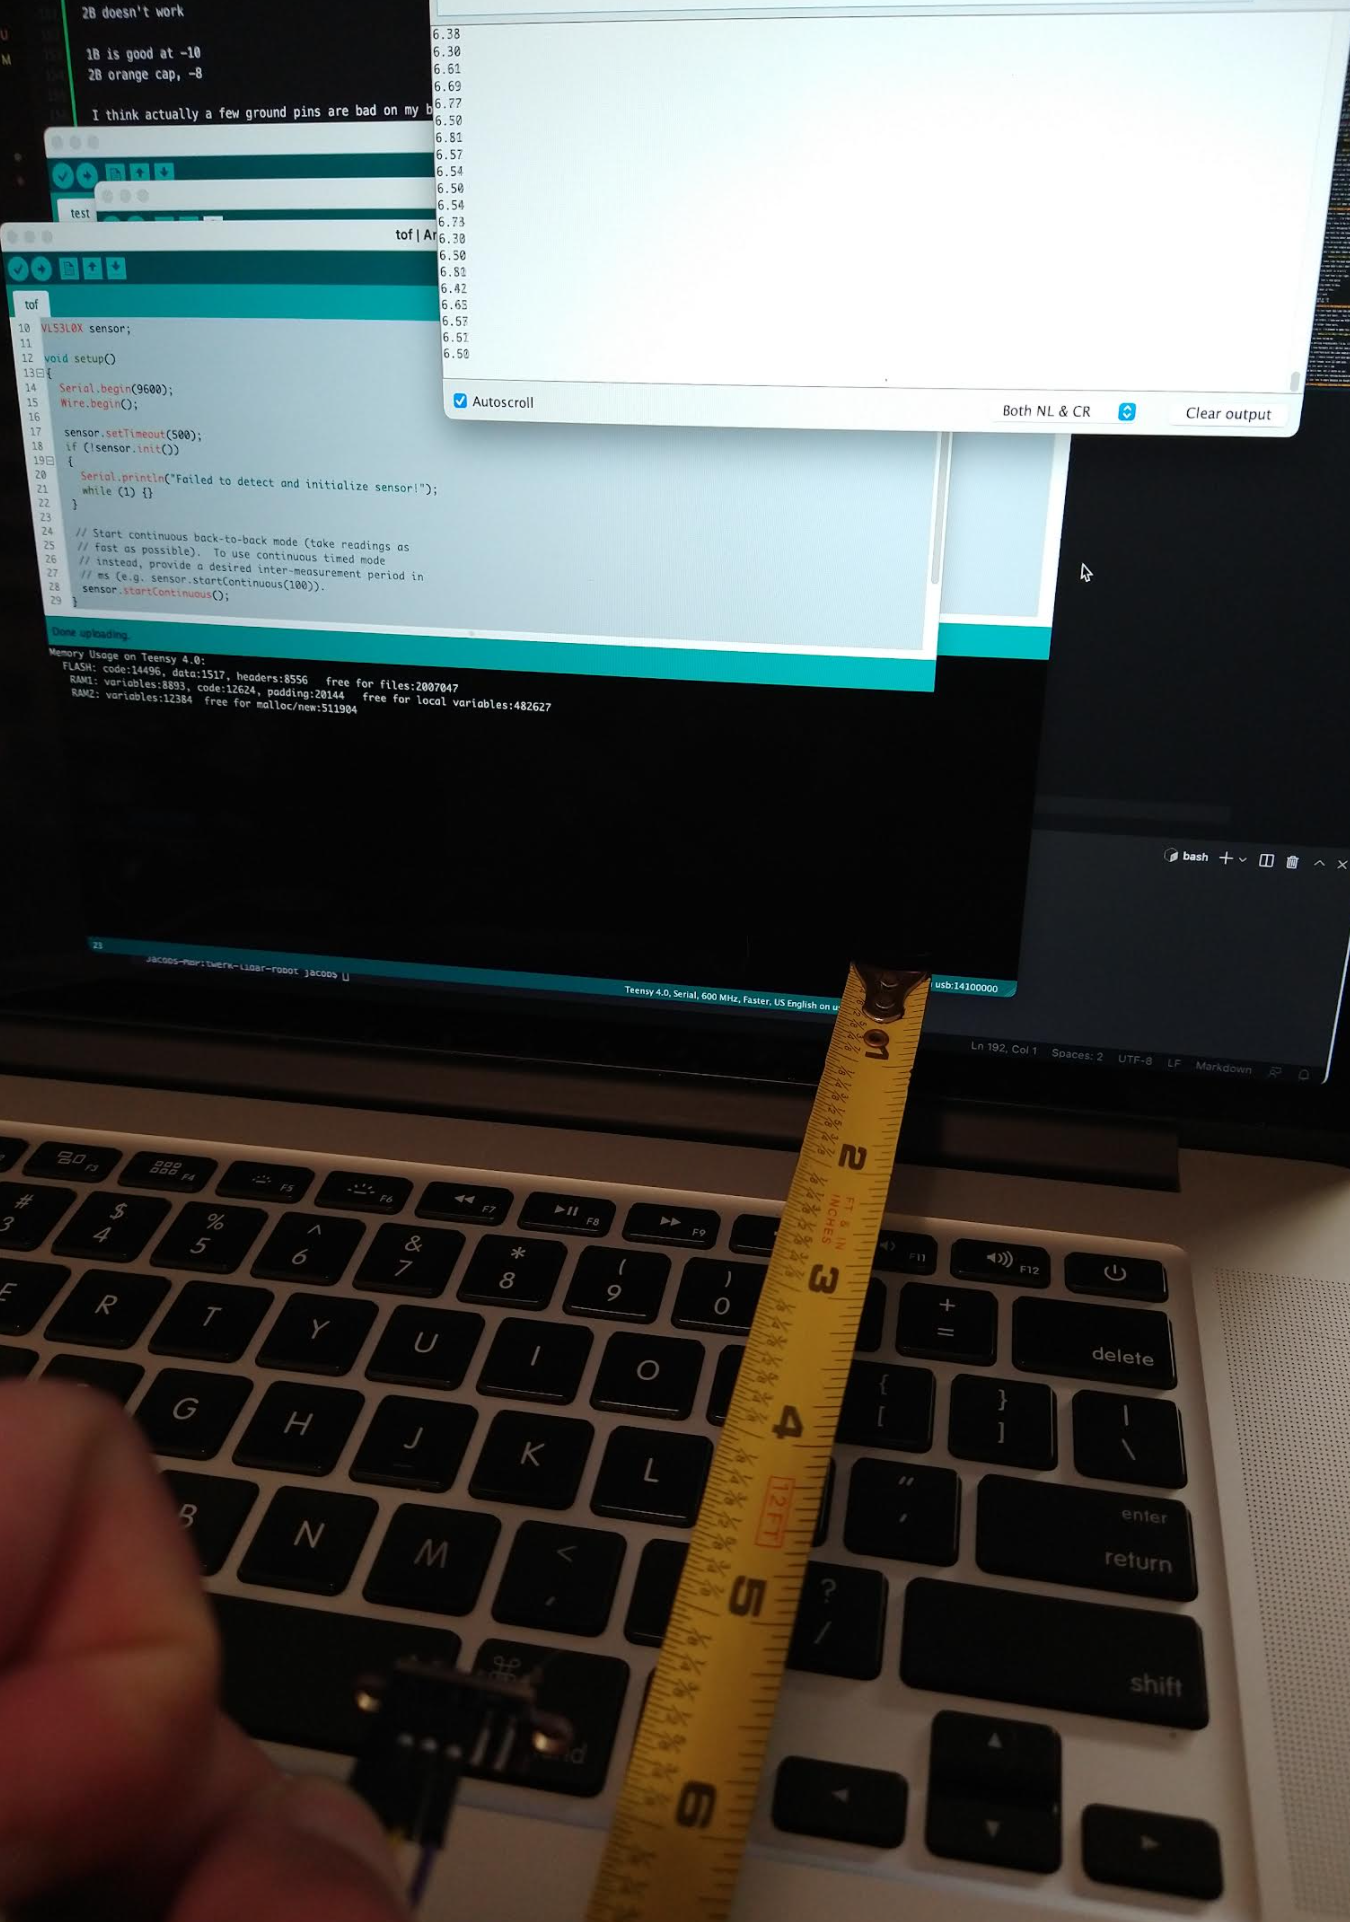 2B doesn't work
1B is good at -10
2B orange cap, -8
I think actually a few ground pins are bad on my b
U
M
6.38
6.30
6.61
6.69
6.77
6.50
6.81
6.57
6.54
6.50
6.54
6.73
6.30
6.50
6.81
6.42
6.65
6.57
6.51
6.50
Autoscroll
Both NL & CR
Clear output
test
tof | Ar
tof
10 VL53L0X sensor;
11
12 void setup()
13 {
14 Serial.begin(9600);
15 Wire.begin();
16
17 sensor.setTimeout(500);
18 if (!sensor.init())
19 {
20 Serial.println("Failed to detect and initialize sensor!");
21 while (1) {}
22 }
23
24 // Start continuous back-to-back mode (take readings as
25 // fast as possible). To use continuous timed mode
26 // instead, provide a desired inter-measurement period in
27 // ms (e.g. sensor.startContinuous(100)).
28 sensor.startContinuous();
29 }
Done uploading.
Memory Usage on Teensy 4.0:
FLASH: code:14496, data:1517, headers:8556 free for files:2007047
RAM1: variables:8893, code:12624, padding:20144 free for local variables:482627
RAM2: variables:12384 free for malloc/new:511904
bash
23
Teensy 4.0, Serial, 600 MHz, Faster, US English on u
usb:14100000
Jacobs-MBP:twerk-lidar-robot jacob$
Ln 192, Col 1 Spaces: 2 UTF-8 LF Markdown
1
2
FT & IN
INCHES
3
4
12FT
5
6
F3 F4 F5 F6 F7 F8 F9 F11 F12
# 3 $ 4 % 5 ^ 6 & 7 * 8 ( 9 ) 0 + = delete
E R T Y U I O { [ } ] | \
G H J K L " ' enter return
B N M < , ? / shift
⌘